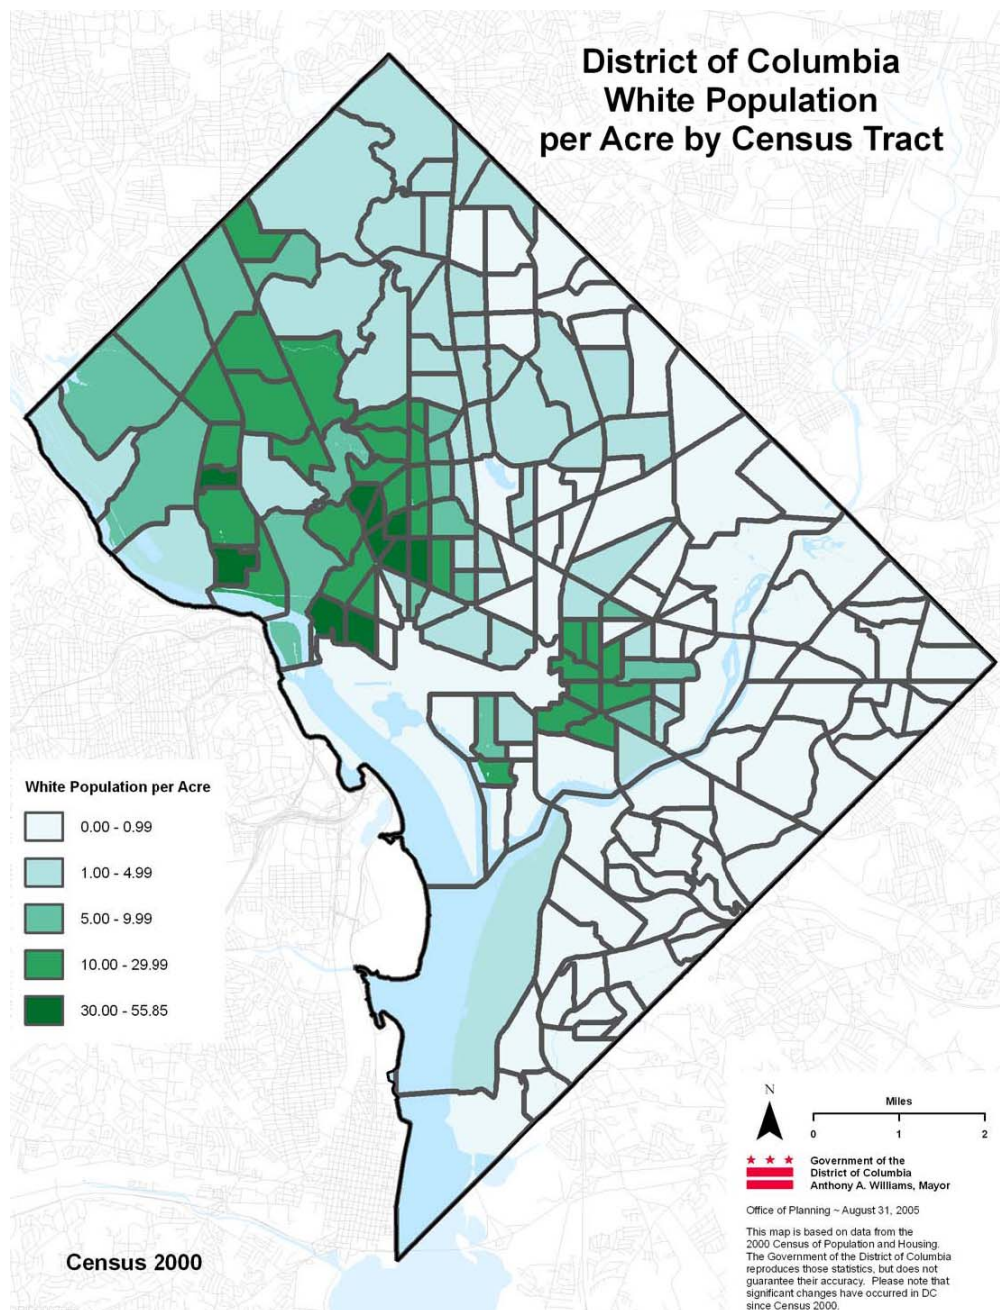 District of Columbia
White Population
per Acre by Census Tract
White Population per Acre
0.00 - 0.99
1.00 - 4.99
5.00 - 9.99
10.00 - 29.99
30.00 - 55.85
N
Miles
0 1 2
Government of the
District of Columbia
Anthony A. Williams, Mayor
Office of Planning ~ August 31, 2005
This map is based on data from the
2000 Census of Population and Housing.
The Government of the District of Columbia
reproduces those statistics, but does not
guarantee their accuracy. Please note that
significant changes have occurred in DC
since Census 2000.
Census 2000